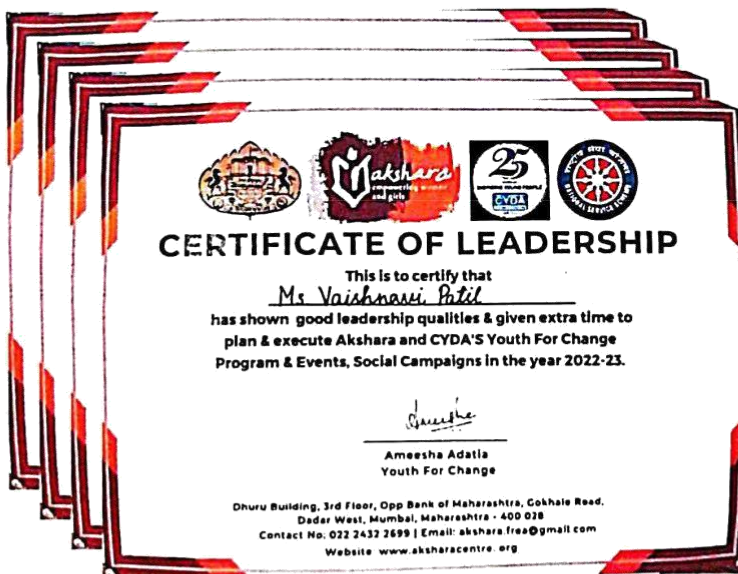 akshara
empowering women
and girls
25
CYDA
राष्ट्रीय सेवा योजना
NATIONAL SERVICE SCHEME
CERTIFICATE OF LEADERSHIP
This is to certify that
Ms Vaishnavi Patil
has shown good leadership qualities & given extra time to
plan & execute Akshara and CYDA'S Youth For Change
Program & Events, Social Campaigns in the year 2022-23.
Ameesha Adatia
Youth For Change
Dhuru Building, 3rd Floor, Opp Bank of Maharashtra, Gokhale Road,
Dadar West, Mumbai, Maharashtra - 400 028
Contact No: 022 2432 2699 | Email: akshara.frea@gmail.com
Website www.aksharacentre.org